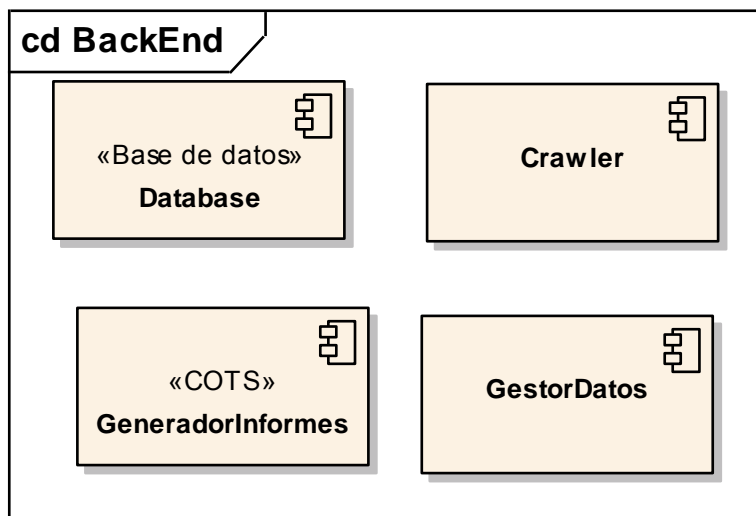 cd BackEnd
«Base de datos»
Database
Crawler
«COTS»
GeneradorInformes
GestorDatos